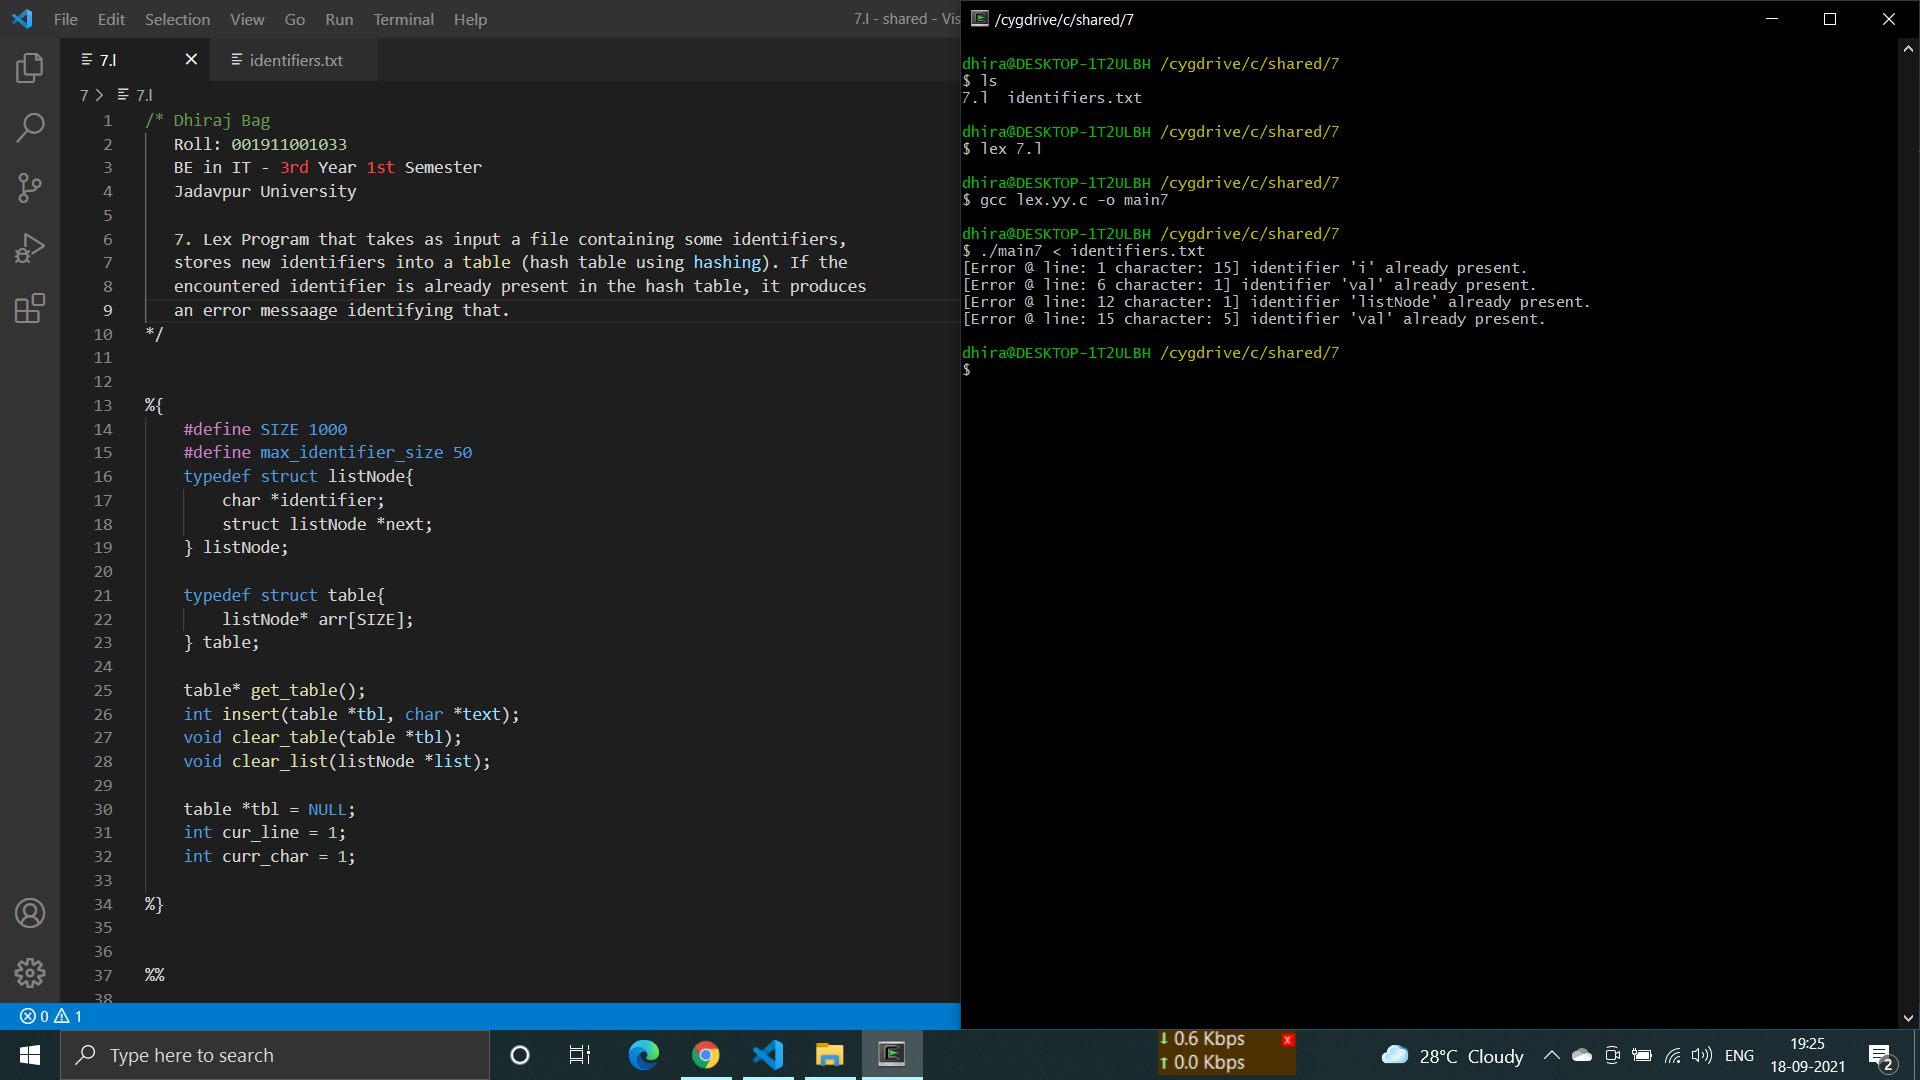 File Edit Selection View Go Run Terminal Help
7.l - shared - Vis
7.l
identifiers.txt
7 > 7.l
1 /* Dhiraj Bag
2 Roll: 001911001033
3 BE in IT - 3rd Year 1st Semester
4 Jadavpur University
5
6 7. Lex Program that takes as input a file containing some identifiers,
7 stores new identifiers into a table (hash table using hashing). If the
8 encountered identifier is already present in the hash table, it produces
9 an error messaage identifying that.
10 */
11
12
13 %{
14 #define SIZE 1000
15 #define max_identifier_size 50
16 typedef struct listNode{
17 char *identifier;
18 struct listNode *next;
19 } listNode;
20
21 typedef struct table{
22 listNode* arr[SIZE];
23 } table;
24
25 table* get_table();
26 int insert(table *tbl, char *text);
27 void clear_table(table *tbl);
28 void clear_list(listNode *list);
29
30 table *tbl = NULL;
31 int cur_line = 1;
32 int curr_char = 1;
33
34 %}
35
36
37 %%
38
0 1
/cygdrive/c/shared/7
dhira@DESKTOP-1T2ULBH /cygdrive/c/shared/7
$ ls
7.l identifiers.txt
dhira@DESKTOP-1T2ULBH /cygdrive/c/shared/7
$ lex 7.l
dhira@DESKTOP-1T2ULBH /cygdrive/c/shared/7
$ gcc lex.yy.c -o main7
dhira@DESKTOP-1T2ULBH /cygdrive/c/shared/7
$ ./main7 < identifiers.txt
[Error @ line: 1 character: 15] identifier 'i' already present.
[Error @ line: 6 character: 1] identifier 'val' already present.
[Error @ line: 12 character: 1] identifier 'listNode' already present.
[Error @ line: 15 character: 5] identifier 'val' already present.
dhira@DESKTOP-1T2ULBH /cygdrive/c/shared/7
$
Type here to search
0.6 Kbps x
0.0 Kbps
28°C Cloudy
ENG
19:25
18-09-2021
2